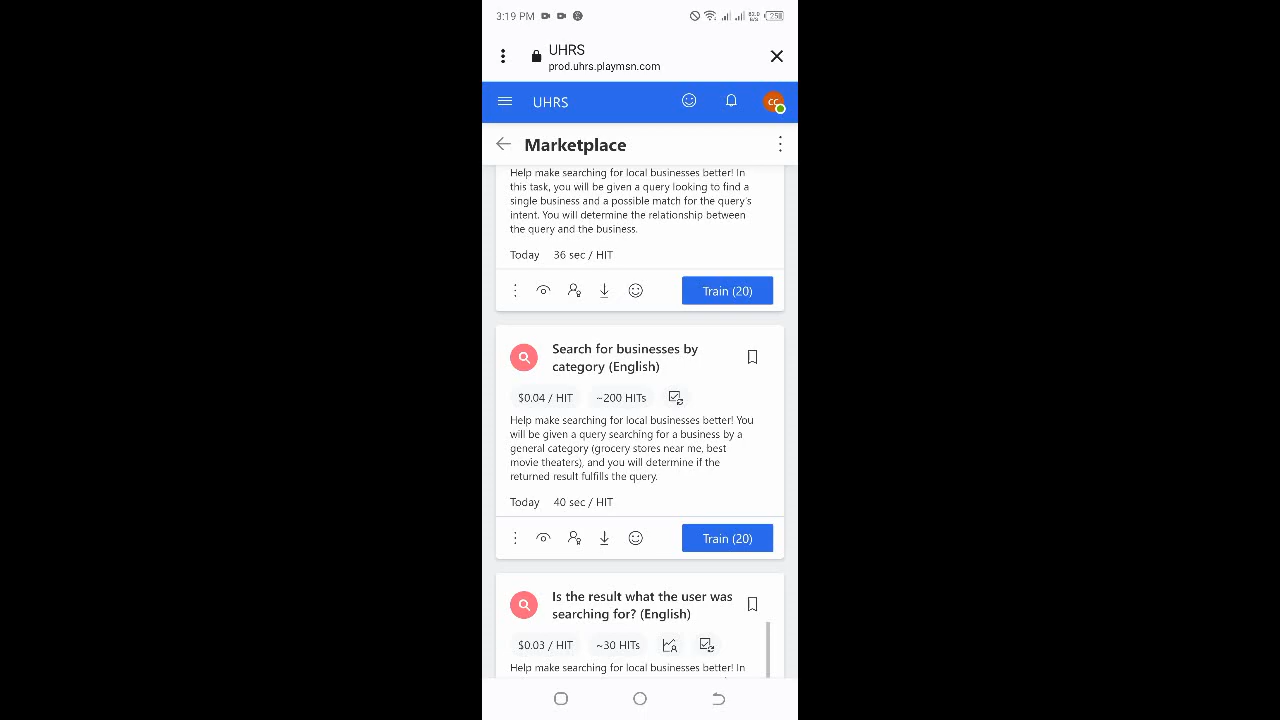 3:19 PM
UHRS
prod.uhrs.playmsn.com
UHRS
CC
Marketplace
Help make searching for local businesses better! In
this task, you will be given a query looking to find a
single business and a possible match for the query's
intent. You will determine the relationship between
the query and the business.
Today 36 sec / HIT
Train (20)
Search for businesses by
category (English)
$0.04 / HIT ~200 HITs
Help make searching for local businesses better! You
will be given a query searching for a business by a
general category (grocery stores near me, best
movie theaters), and you will determine if the
returned result fulfills the query.
Today 40 sec / HIT
Train (20)
Is the result what the user was
searching for? (English)
$0.03 / HIT ~30 HITs
Help make searching for local businesses better! In